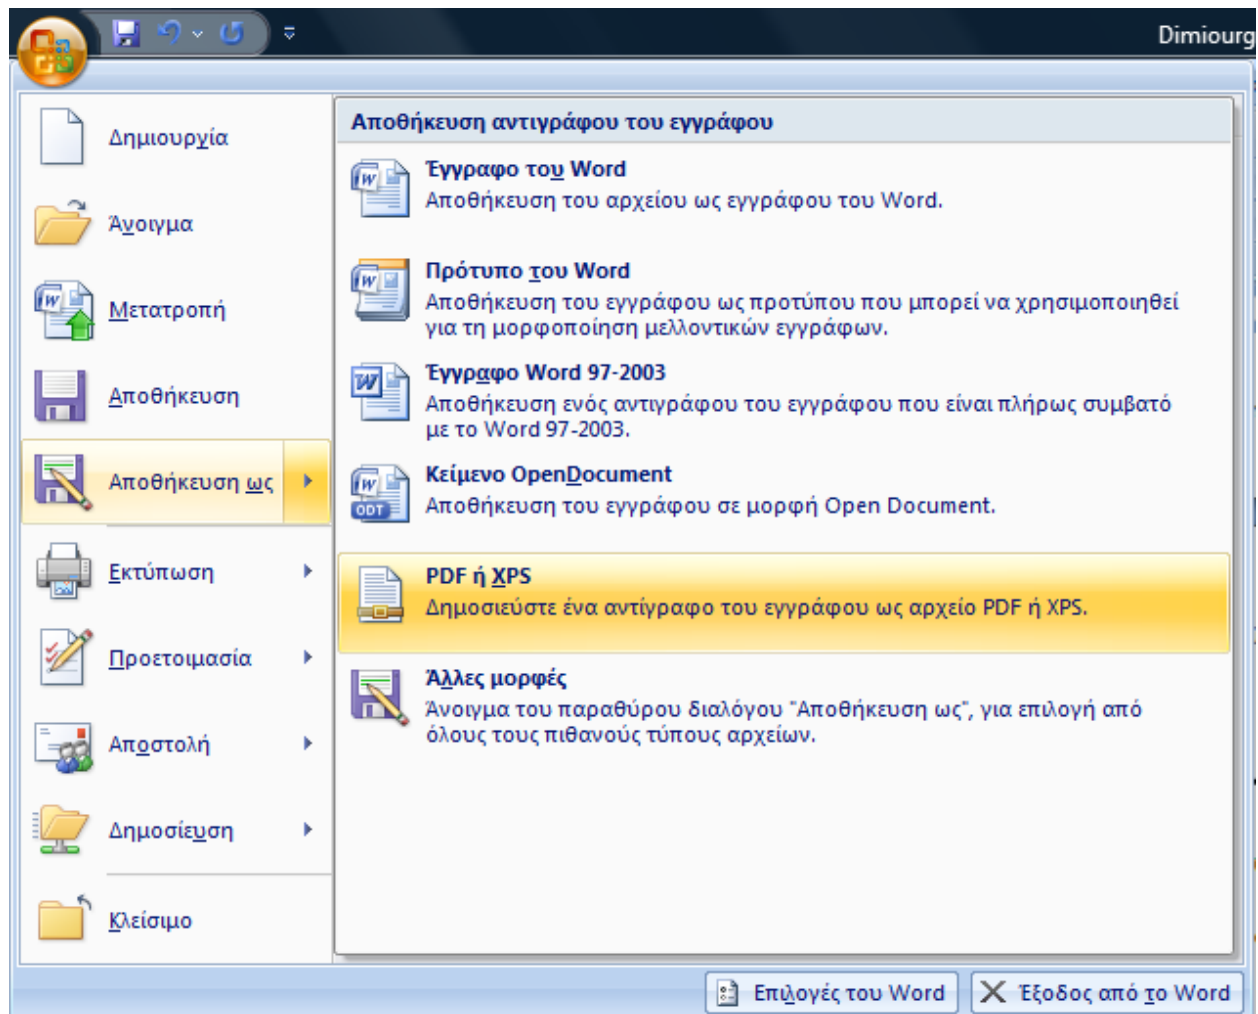 Dimiourg
Δημιουργία
Άνοιγμα
Μετατροπή
Αποθήκευση
Αποθήκευση ως
Εκτύπωση
Προετοιμασία
Αποστολή
Δημοσίευση
Κλείσιμο
Αποθήκευση αντιγράφου του εγγράφου
Έγγραφο του Word
Αποθήκευση του αρχείου ως εγγράφου του Word.
Πρότυπο του Word
Αποθήκευση του εγγράφου ως προτύπου που μπορεί να χρησιμοποιηθεί
για τη μορφοποίηση μελλοντικών εγγράφων.
Έγγραφο Word 97-2003
Αποθήκευση ενός αντιγράφου του εγγράφου που είναι πλήρως συμβατό
με το Word 97-2003.
Κείμενο OpenDocument
Αποθήκευση του εγγράφου σε μορφή Open Document.
ODT
PDF ή XPS
Δημοσιεύστε ένα αντίγραφο του εγγράφου ως αρχείο PDF ή XPS.
Άλλες μορφές
Άνοιγμα του παραθύρου διαλόγου "Αποθήκευση ως", για επιλογή από
όλους τους πιθανούς τύπους αρχείων.
Επιλογές του Word
Έξοδος από το Word